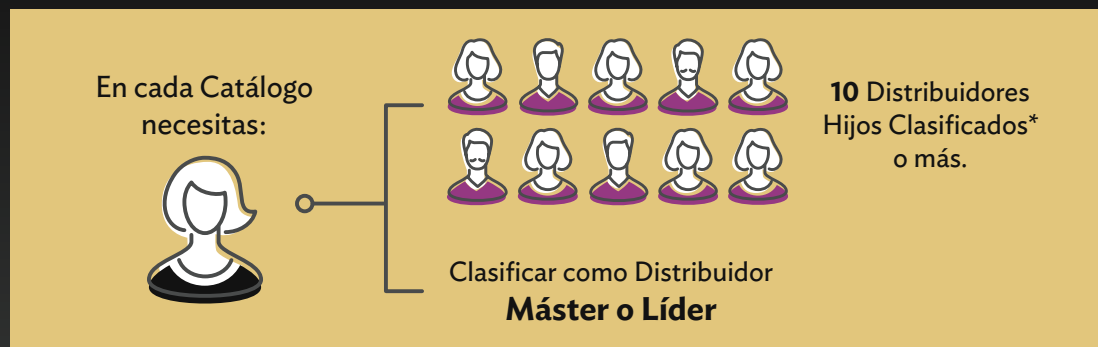 En cada Catálogo
necesitas:
10 Distribuidores
Hijos Clasificados*
o más.
Clasificar como Distribuidor
Máster o Líder